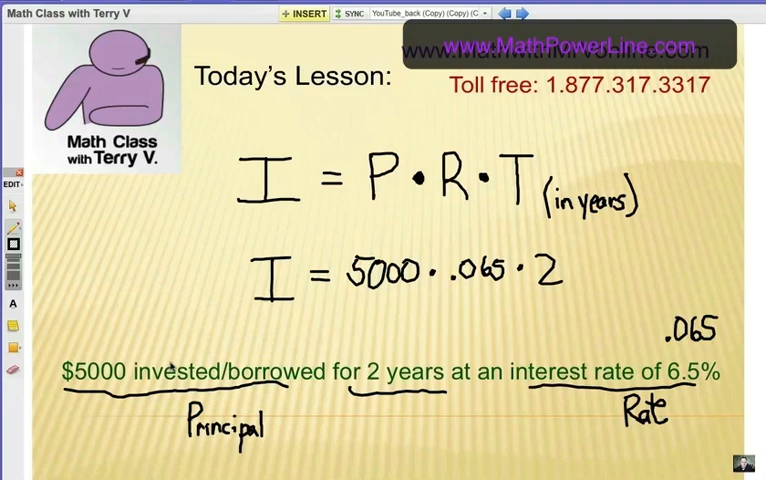 Math Class with Terry V
INSERT
SYNC
YouTube_back (Copy) (Copy) (C
www.MathPowerLine.com
Today's Lesson:
Toll free: 1.877.317.3317
Math Class
with Terry V.
I = P • R • T (in years)
EDIT
I = 5000 • .065 • 2
A
.065
$5000 invested/borrowed for 2 years at an interest rate of 6.5%
Principal
Rate